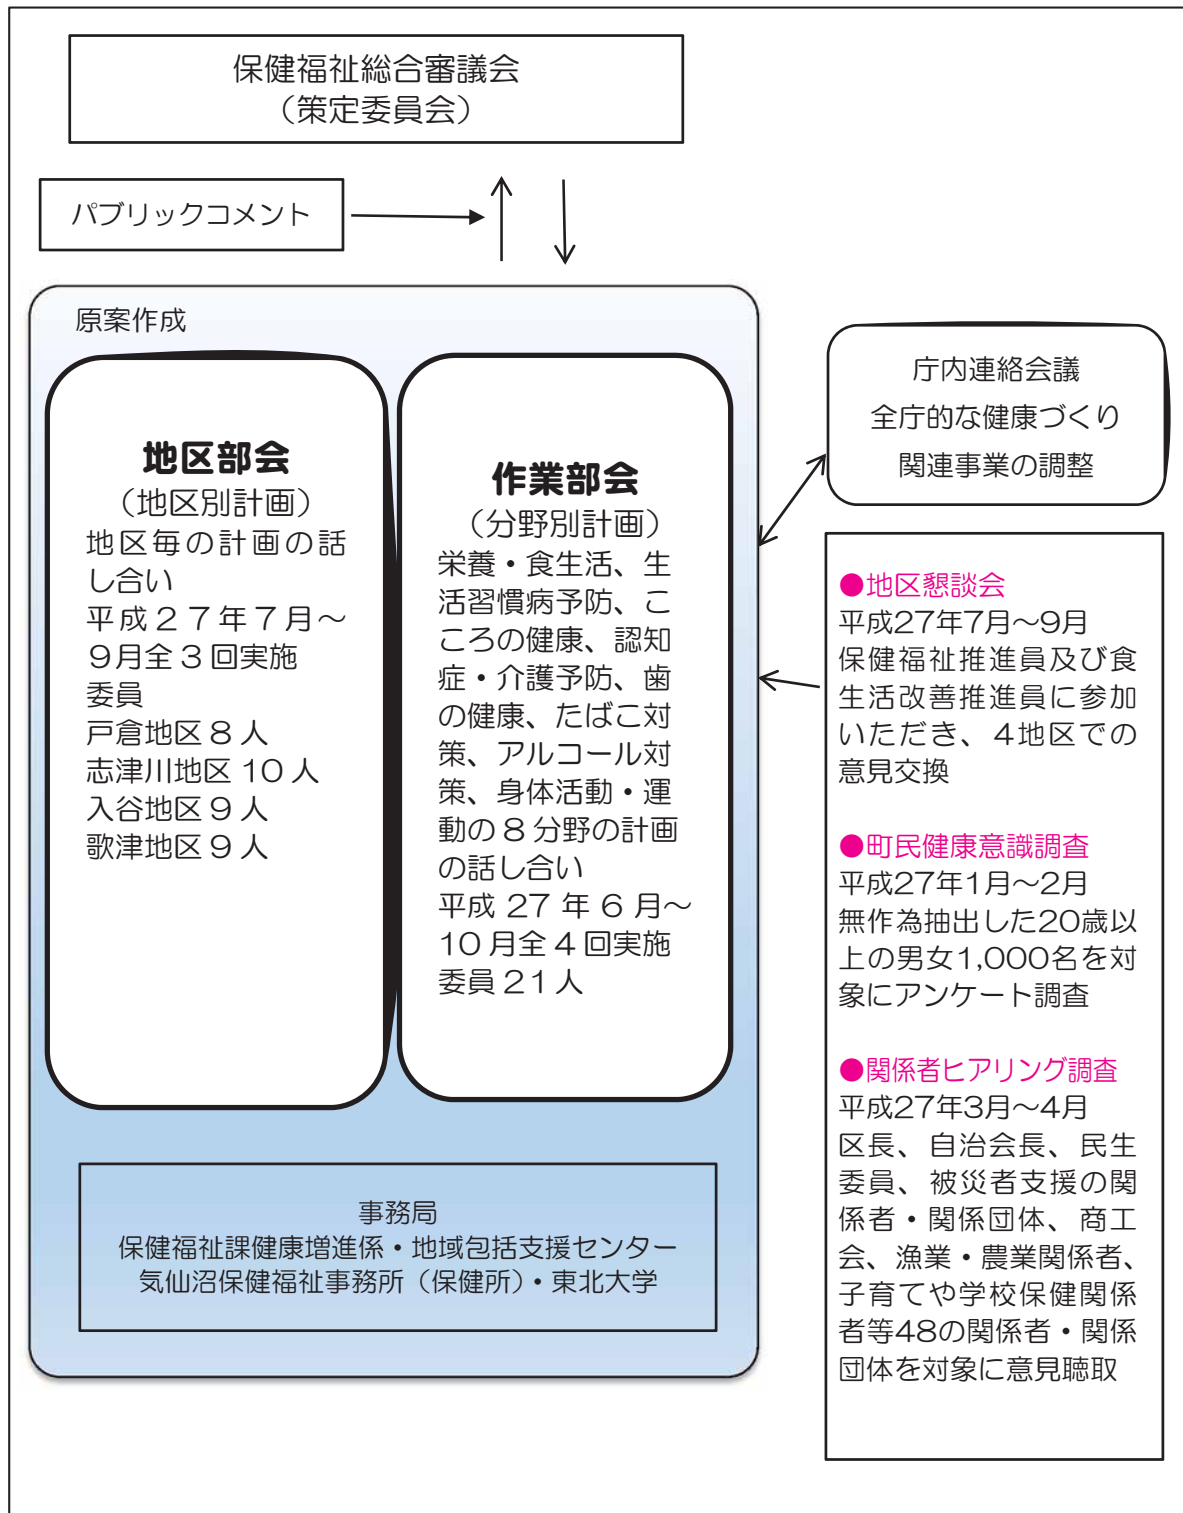 保健福祉総合審議会
（策定委員会）
パブリックコメント
原案作成
地区部会
（地区別計画）
地区毎の計画の話
し合い
平成２７年７月～
９月全３回実施
委員
戸倉地区８人
志津川地区10人
入谷地区９人
歌津地区９人
作業部会
（分野別計画）
栄養・食生活、生
活習慣病予防、こ
ころの健康、認知
症・介護予防、歯
の健康、たばこ対
策、アルコール対
策、身体活動・運
動の８分野の計画
の話し合い
平成 27 年 6 月～
10月全４回実施
委員21人
事務局
保健福祉課健康増進係・地域包括支援センター
気仙沼保健福祉事務所（保健所）・東北大学
庁内連絡会議
全庁的な健康づくり
関連事業の調整
●地区懇談会
平成27年7月～9月
保健福祉推進員及び食
生活改善推進員に参加
いただき、4地区での
意見交換
●町民健康意識調査
平成27年1月～2月
無作為抽出した20歳以
上の男女1,000名を対
象にアンケート調査
●関係者ヒアリング調査
平成27年3月～4月
区長、自治会長、民生
委員、被災者支援の関
係者・関係団体、商工
会、漁業・農業関係者、
子育てや学校保健関係
者等48の関係者・関係
団体を対象に意見聴取